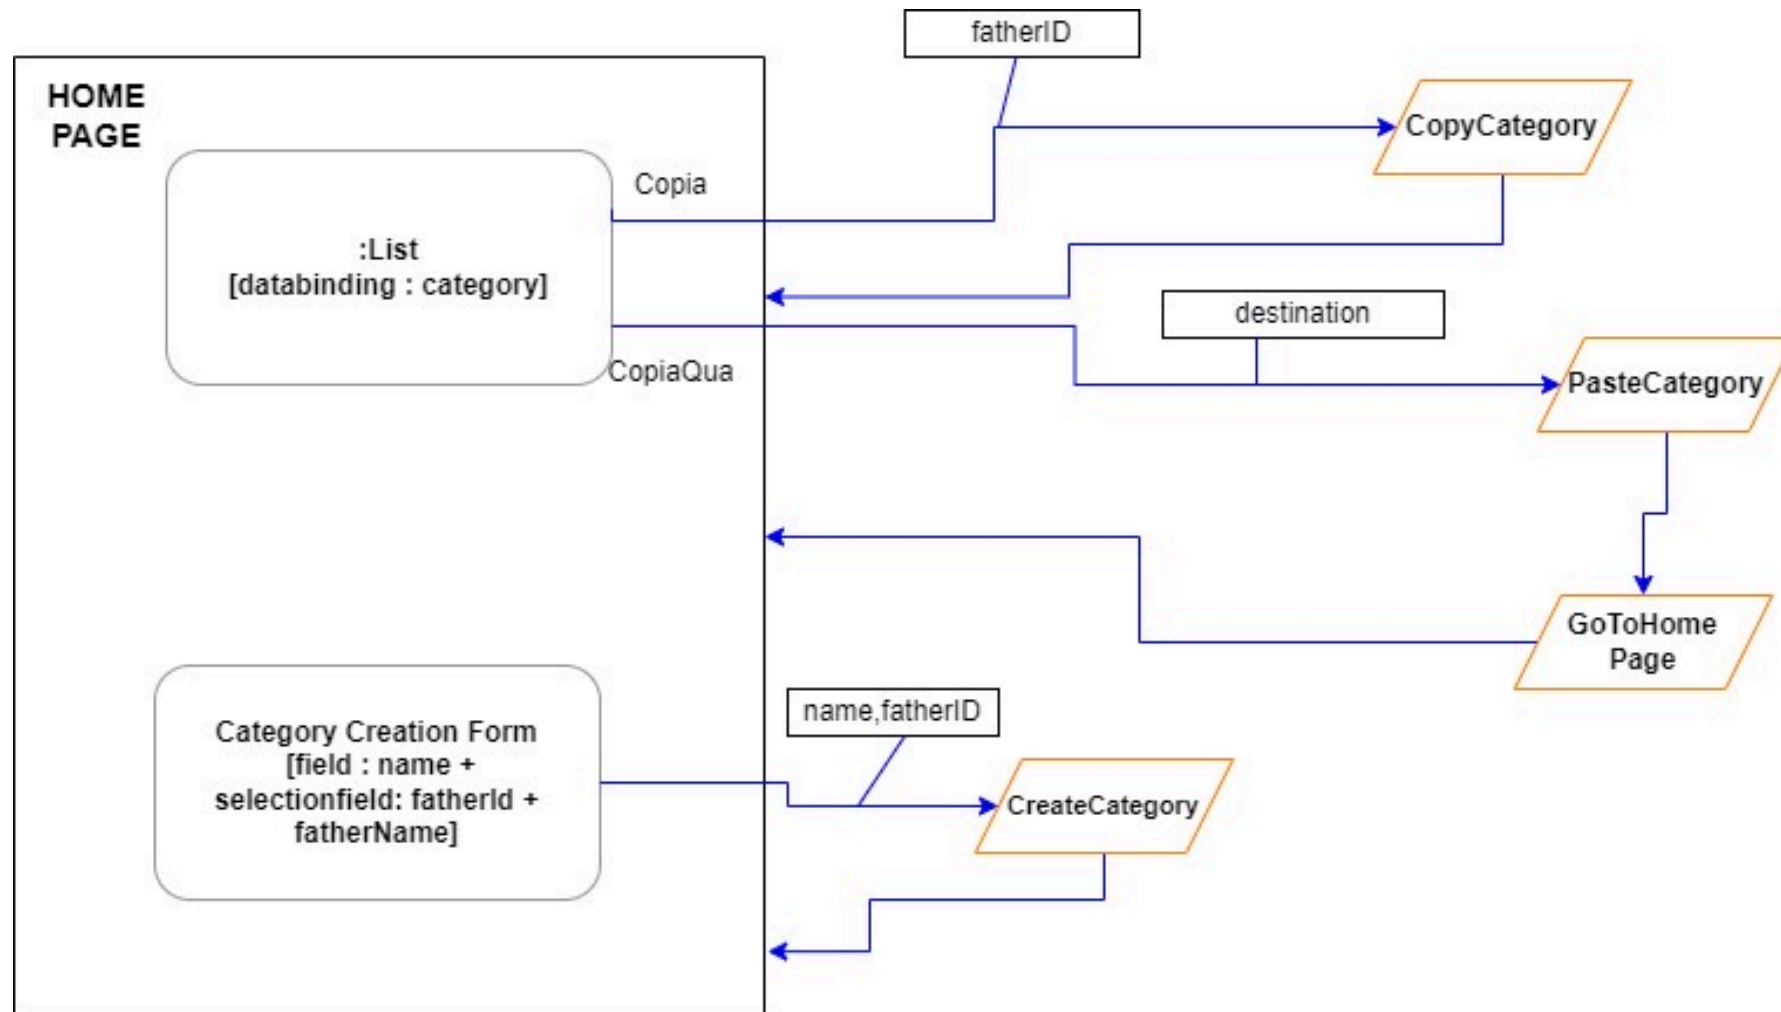 fatherID
HOME
PAGE
CopyCategory
Copia
:List
[databinding : category]
destination
CopiaQua
PasteCategory
GoToHome
Page
name,fatherID
Category Creation Form
[field : name +
selectionfield: fatherId +
fatherName]
CreateCategory